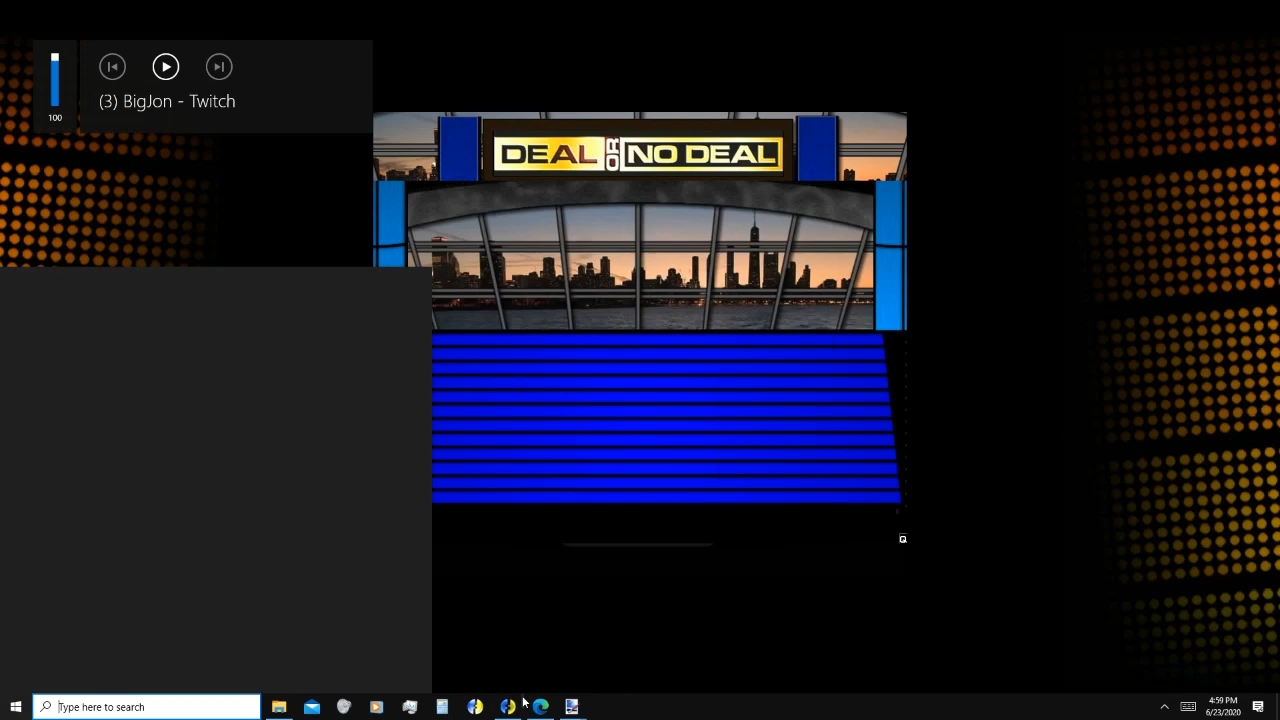 (3) BigJon - Twitch
100
DEAL OR NO DEAL
Q
Type here to search
4:59 PM
6/23/2020